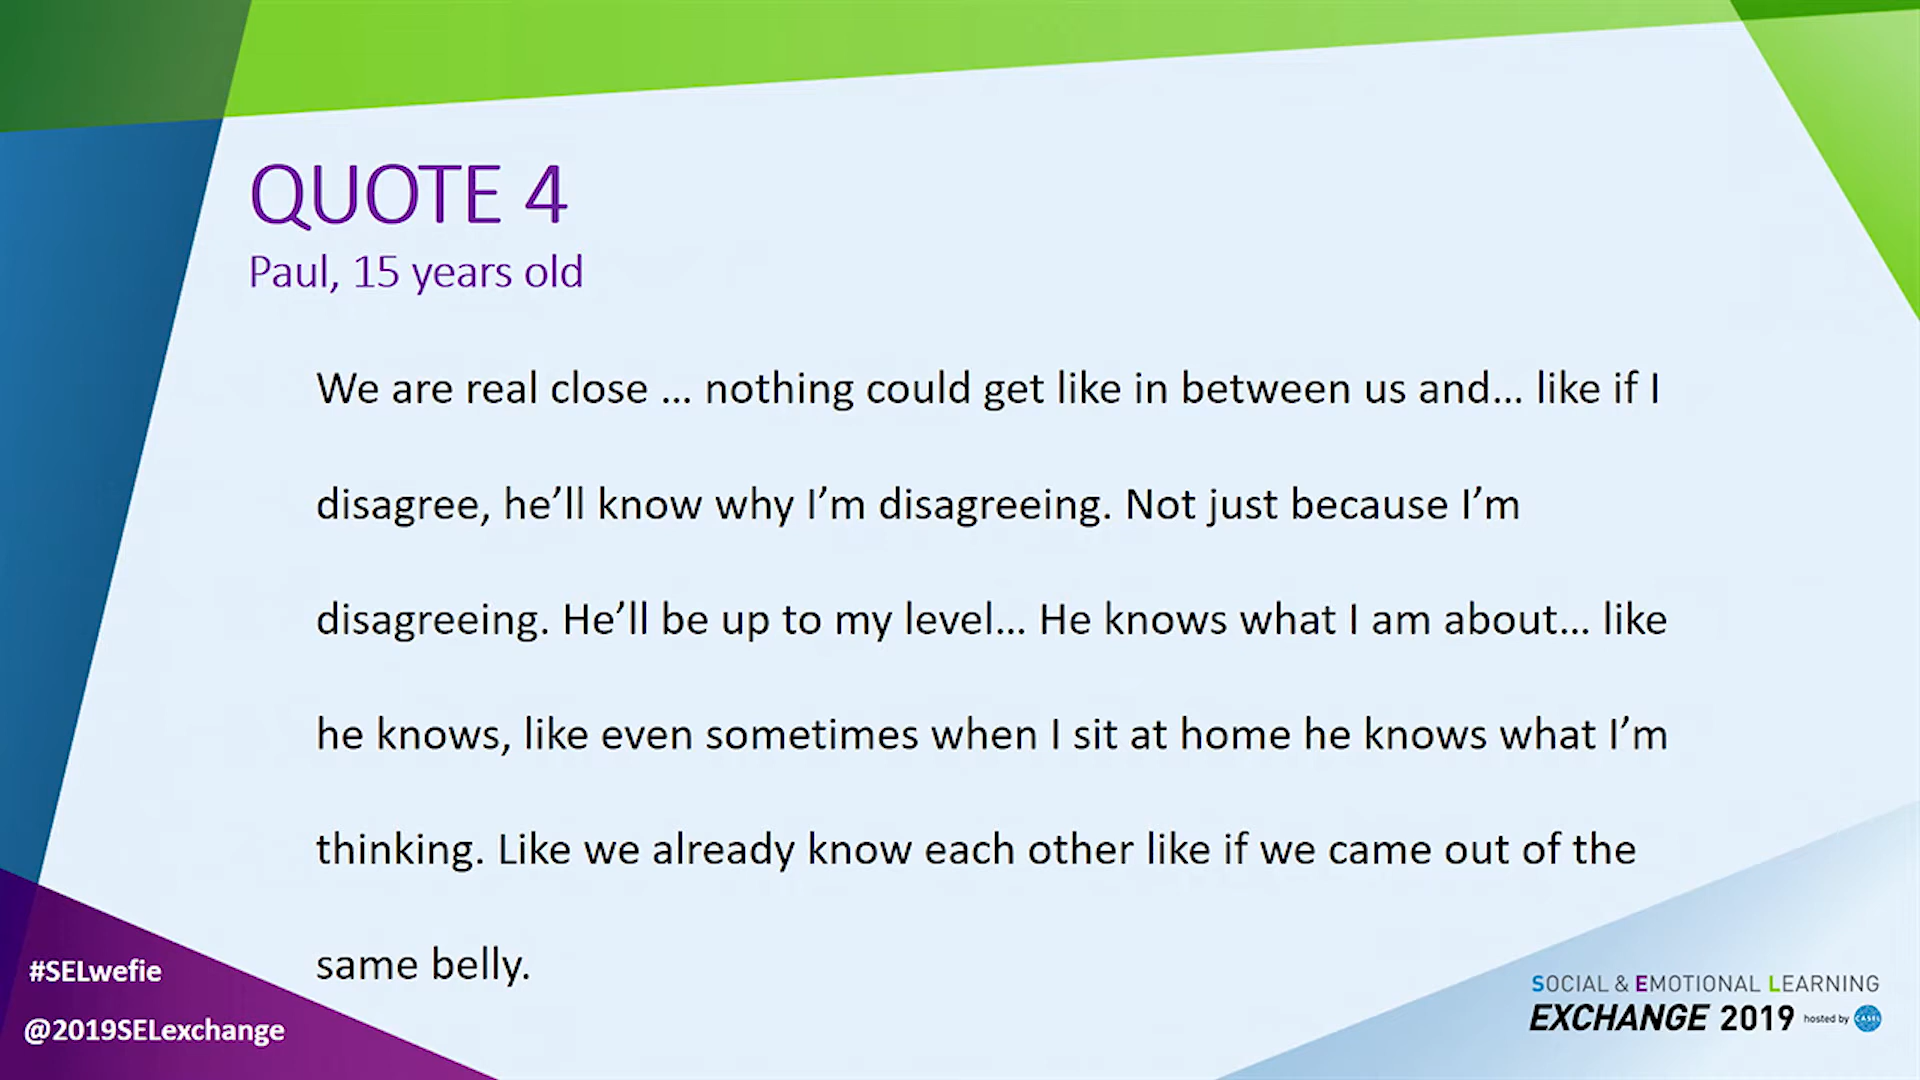 QUOTE 4
Paul, 15 years old
We are real close ... nothing could get like in between us and... like if I
disagree, he’ll know why I’m disagreeing. Not just because I’m
disagreeing. He’ll be up to my level... He knows what I am about... like
he knows, like even sometimes when I sit at home he knows what I’m
thinking. Like we already know each other like if we came out of the
same belly.
#SELwefie
@2019SELexchange
SOCIAL & EMOTIONAL LEARNING
EXCHANGE 2019 hosted by CASEL